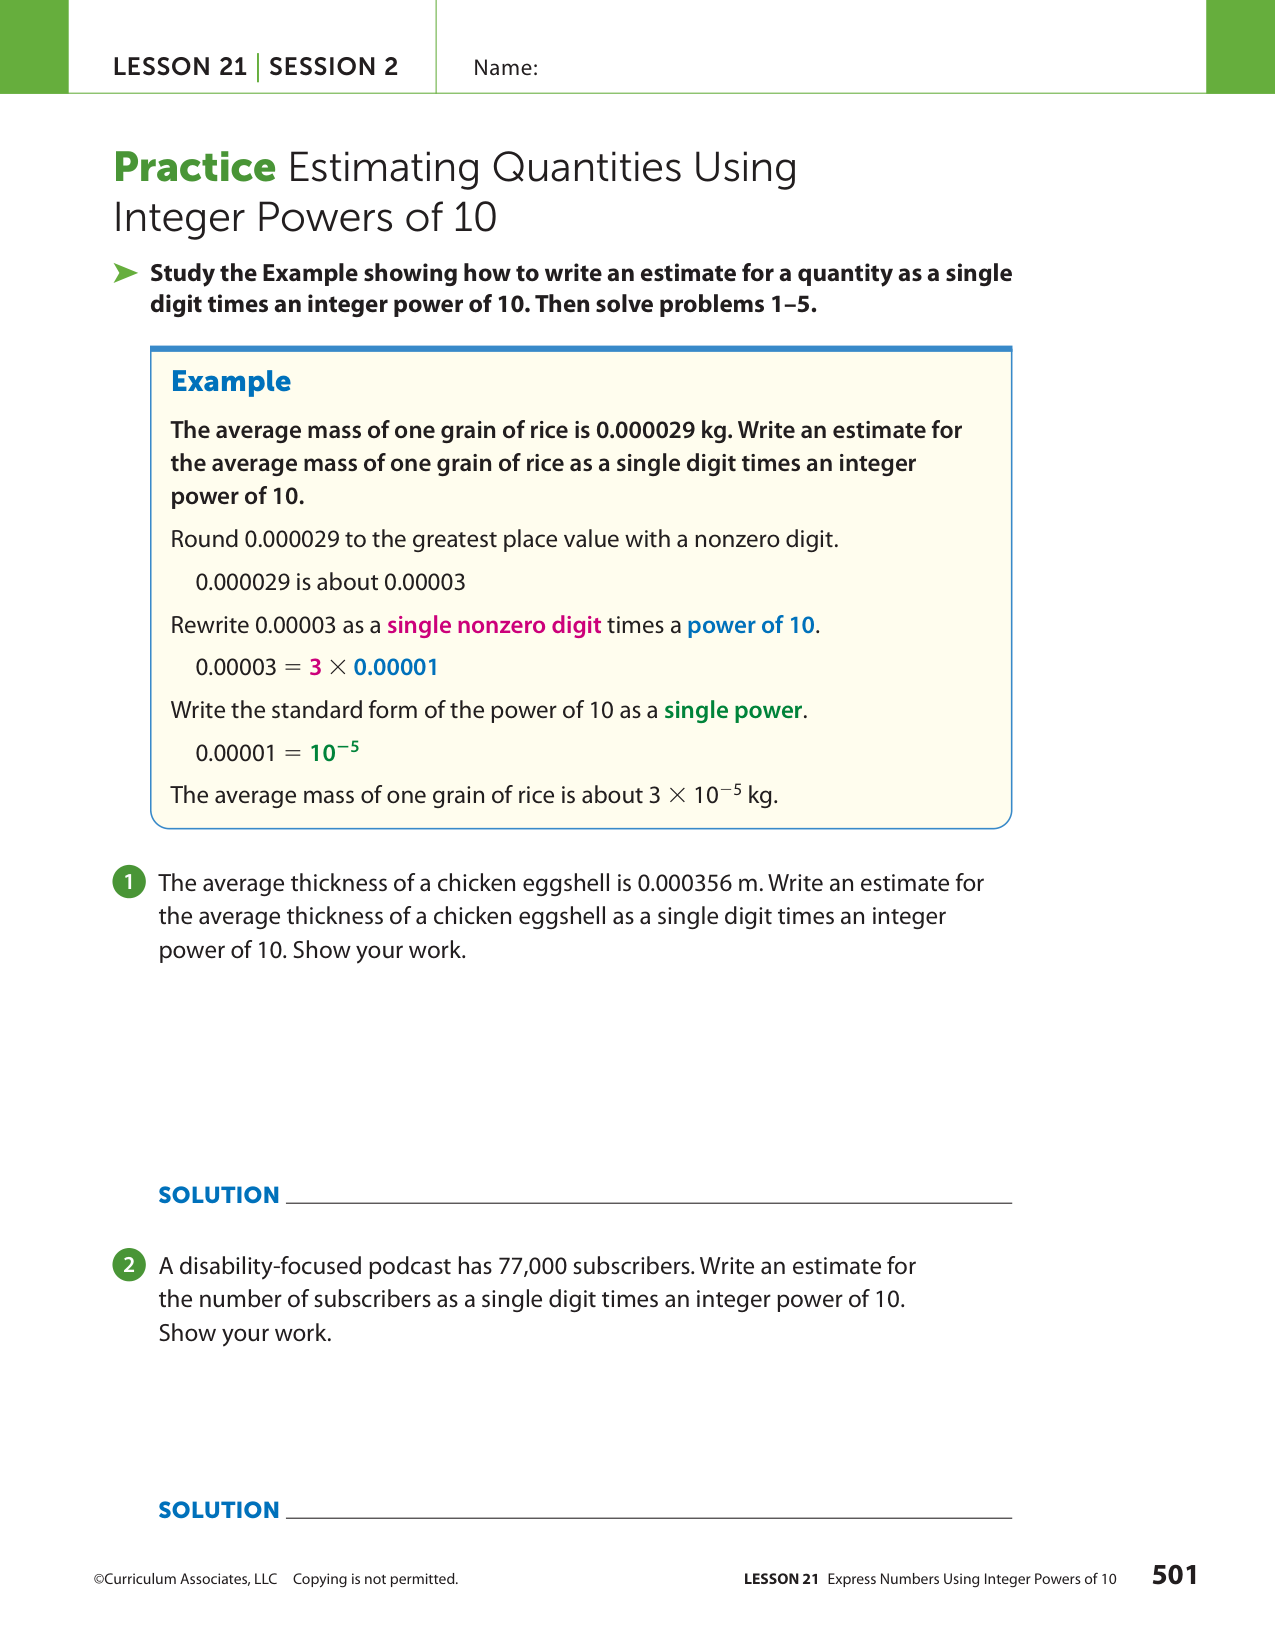 LESSON 21 | SESSION 2
Name:
Practice Estimating Quantities Using
Integer Powers of 10
➤ Study the Example showing how to write an estimate for a quantity as a single
digit times an integer power of 10. Then solve problems 1–5.
Example
The average mass of one grain of rice is 0.000029 kg. Write an estimate for
the average mass of one grain of rice as a single digit times an integer
power of 10.
Round 0.000029 to the greatest place value with a nonzero digit.
0.000029 is about 0.00003
Rewrite 0.00003 as a single nonzero digit times a power of 10.
0.00003 = 3 × 0.00001
Write the standard form of the power of 10 as a single power.
0.00001 = 10⁻⁵
The average mass of one grain of rice is about 3 × 10⁻⁵ kg.
1 The average thickness of a chicken eggshell is 0.000356 m. Write an estimate for
the average thickness of a chicken eggshell as a single digit times an integer
power of 10. Show your work.
SOLUTION
2 A disability-focused podcast has 77,000 subscribers. Write an estimate for
the number of subscribers as a single digit times an integer power of 10.
Show your work.
SOLUTION
©Curriculum Associates, LLC Copying is not permitted.
LESSON 21 Express Numbers Using Integer Powers of 10 501